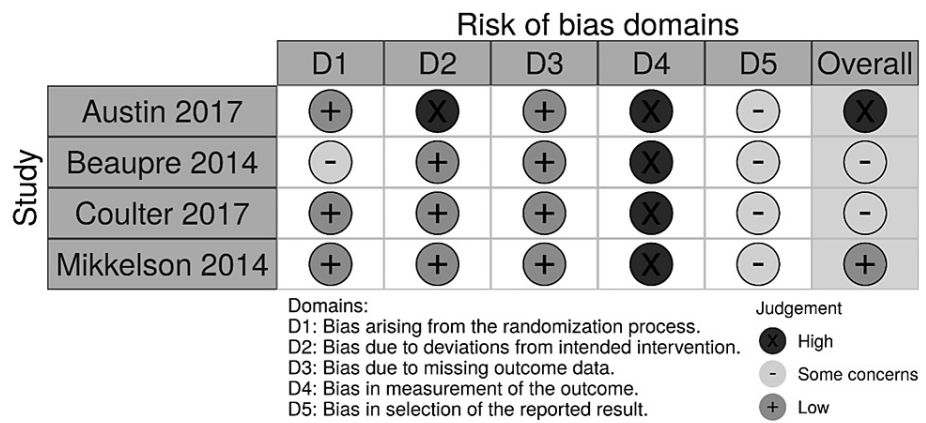 Risk of bias domains
D1 D2 D3 D4 D5 Overall
Study
Austin 2017 + X + X - X
Beaupre 2014 - + + X - -
Coulter 2017 + + + X - -
Mikkelson 2014 + + + X - +
Domains:
D1: Bias arising from the randomization process.
D2: Bias due to deviations from intended intervention.
D3: Bias due to missing outcome data.
D4: Bias in measurement of the outcome.
D5: Bias in selection of the reported result.
Judgement
X High
- Some concerns
+ Low